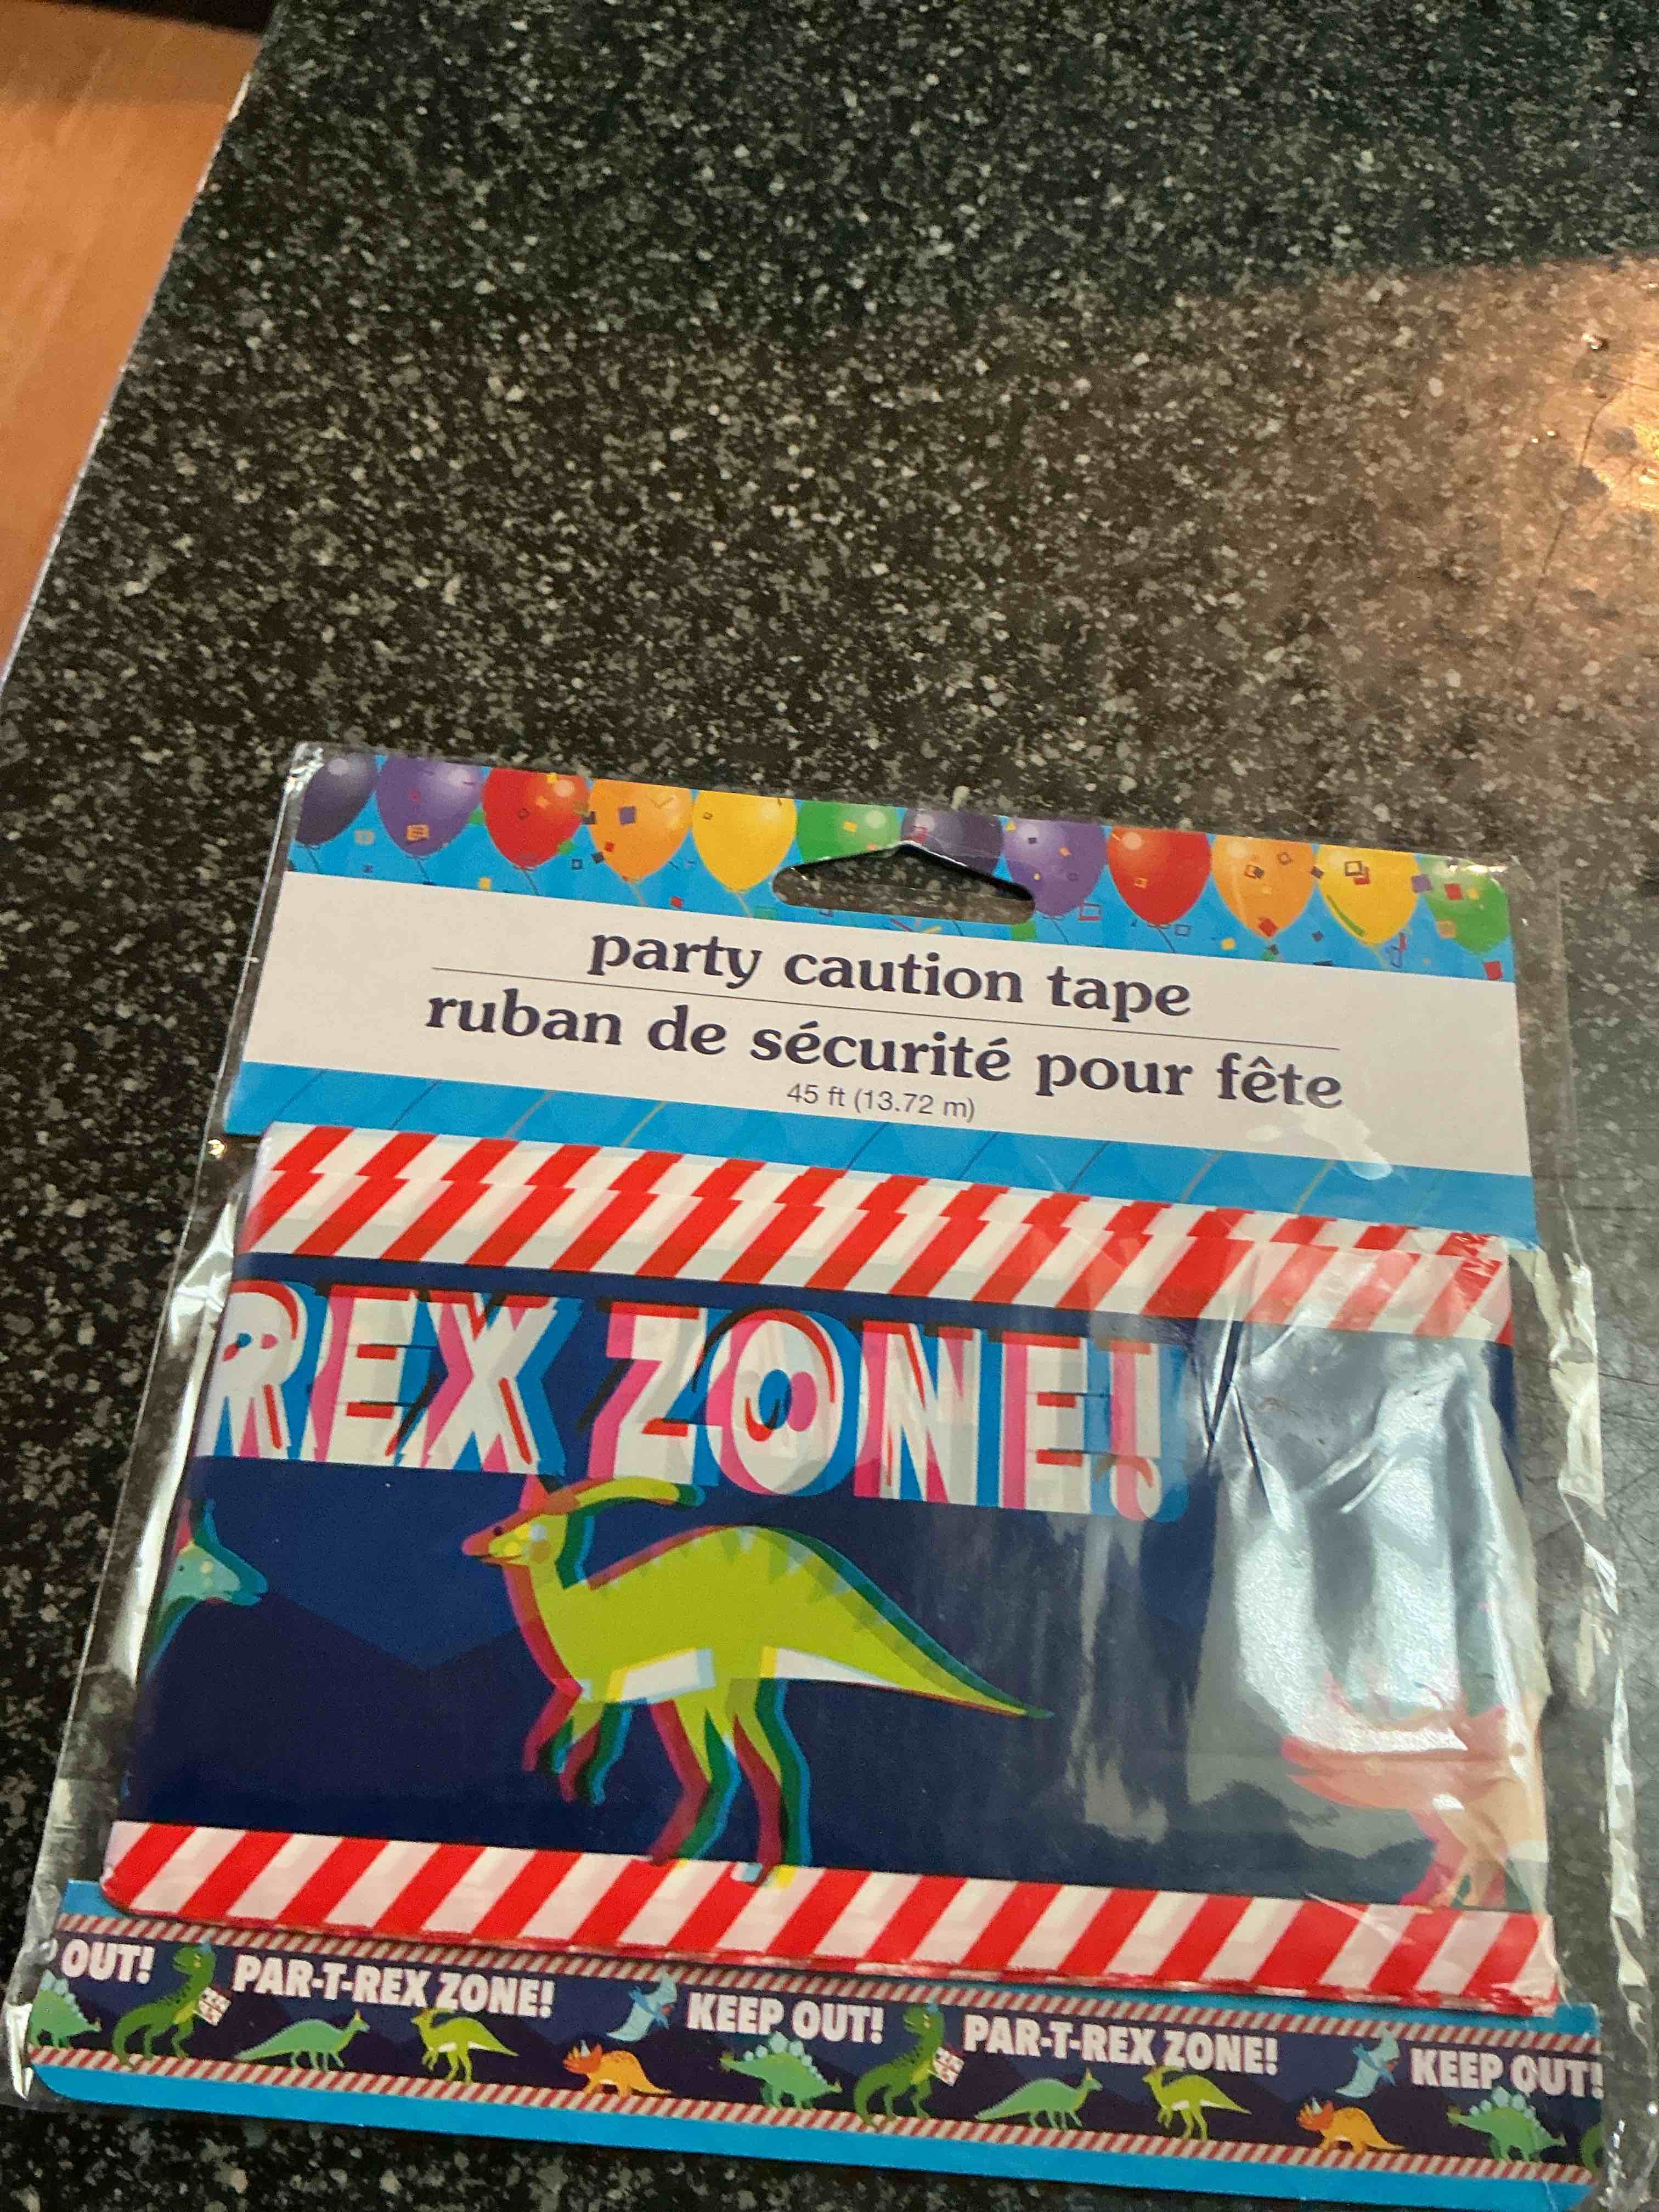 party caution tape
ruban de sécurité pour fête
45 ft (13.72 m)
REX ZONE!
OUT! PAR-T-REX ZONE! KEEP OUT! PAR-T-REX ZONE! KEEP OUT!